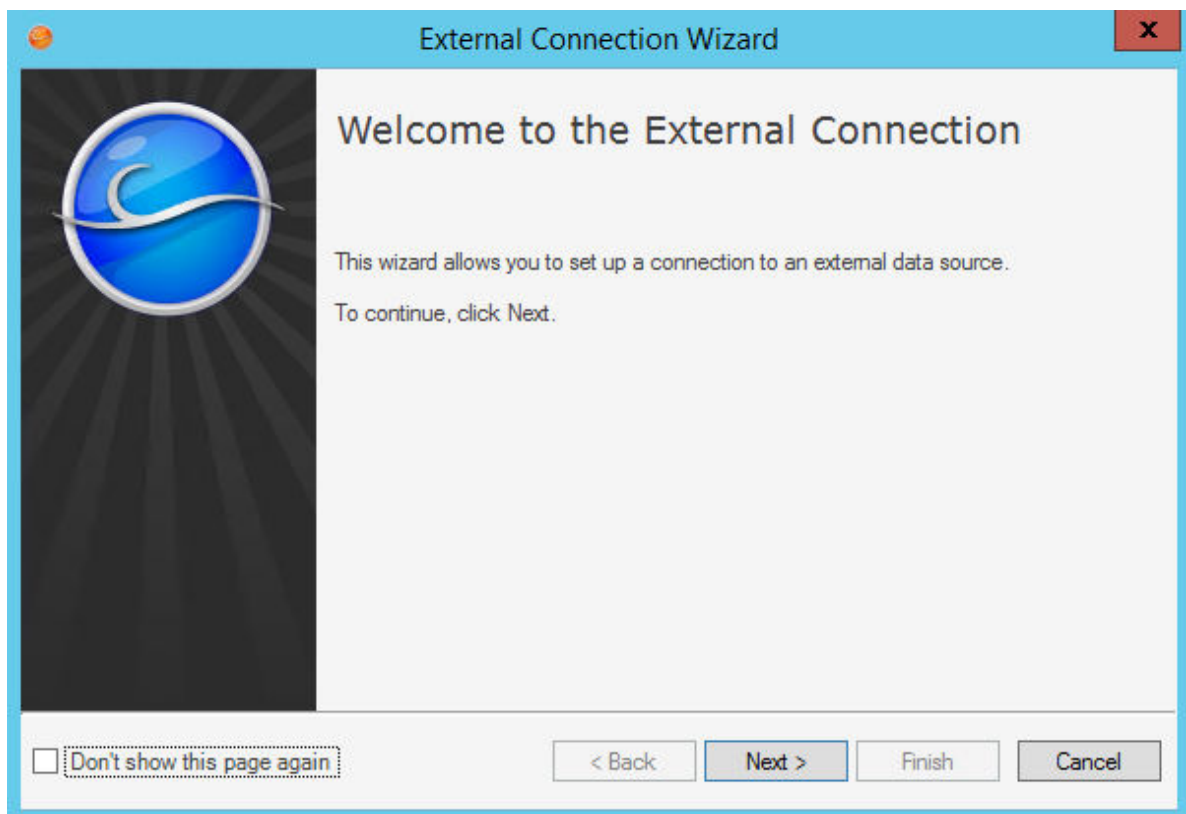 External Connection Wizard
x
Welcome to the External Connection
This wizard allows you to set up a connection to an external data source.
To continue, click Next.
Don't show this page again
< Back
Next >
Finish
Cancel